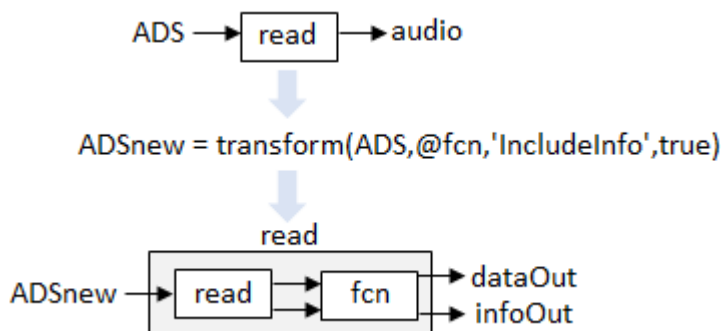 ADS read audio
ADSnew = transform(ADS,@fcn,'IncludeInfo',true)
read
ADSnew read fcn dataOut
infoOut